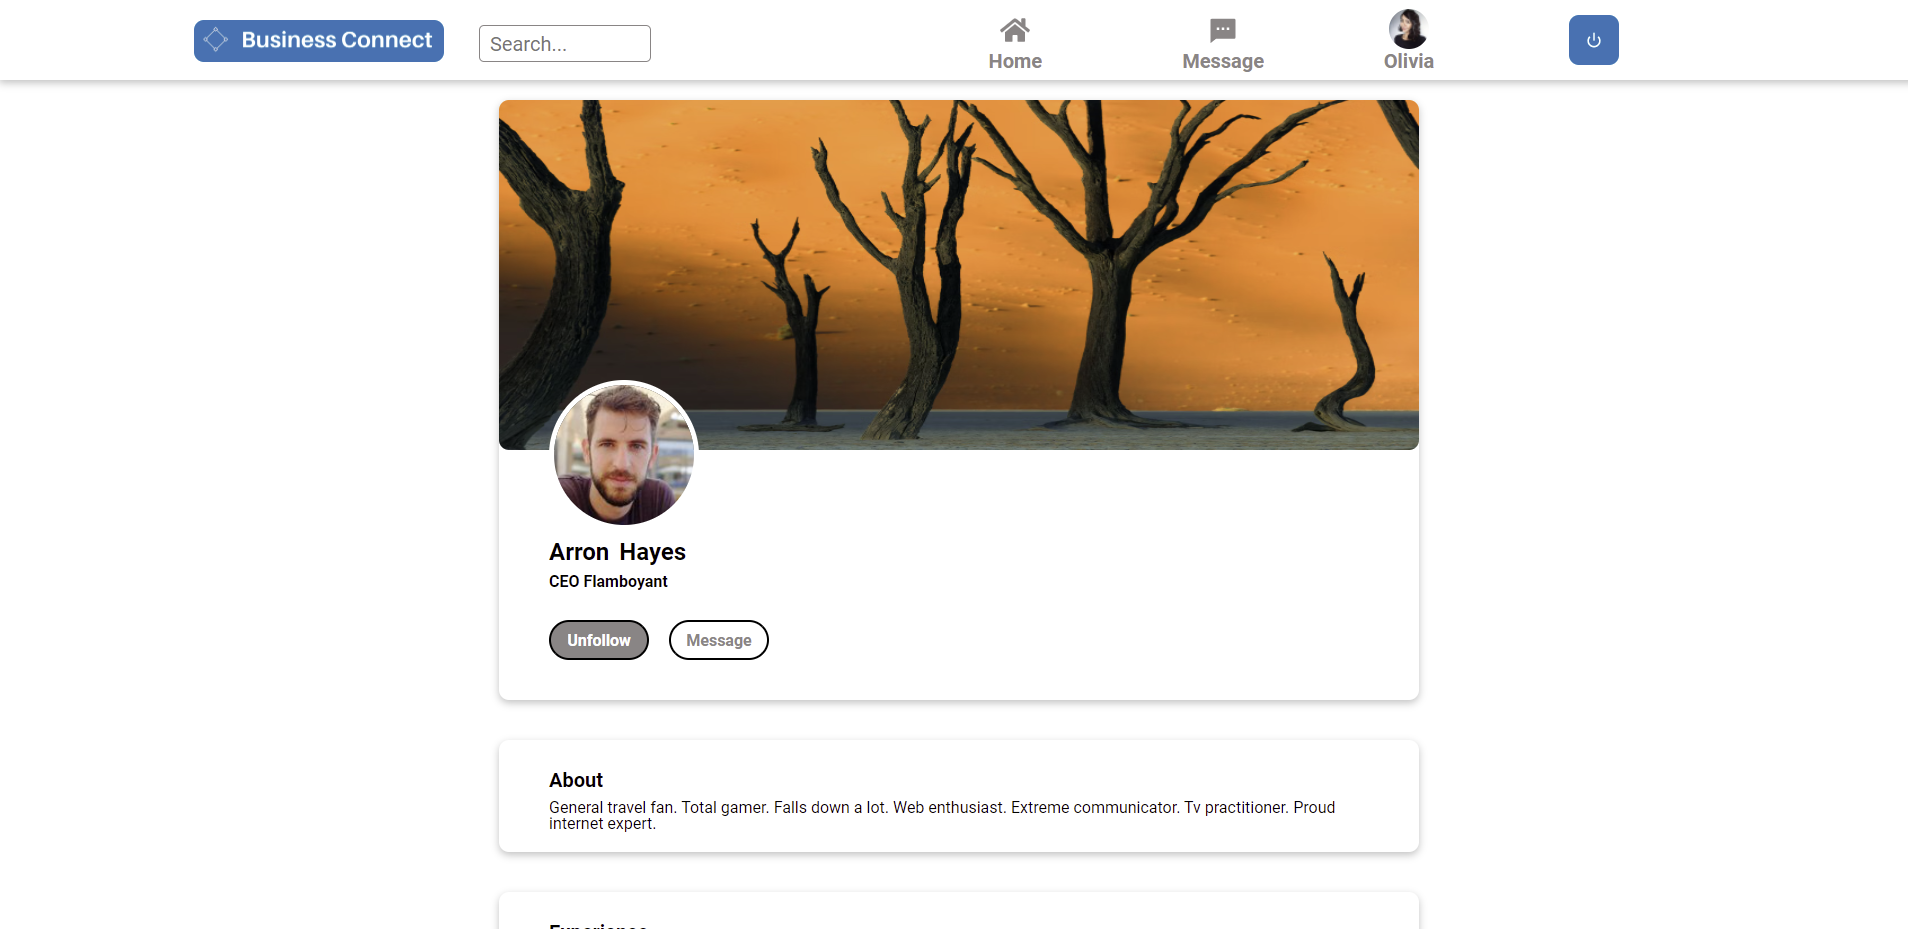 Business Connect
Search...
Home
Message
Olivia
Arron Hayes
CEO Flamboyant
Unfollow
Message
About
General travel fan. Total gamer. Falls down a lot. Web enthusiast. Extreme communicator. Tv practitioner. Proud
internet expert.
Experience